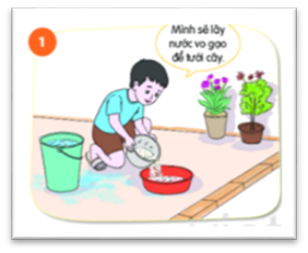 1
Mình sẽ lấy
nước vo gạo
để tưới cây.